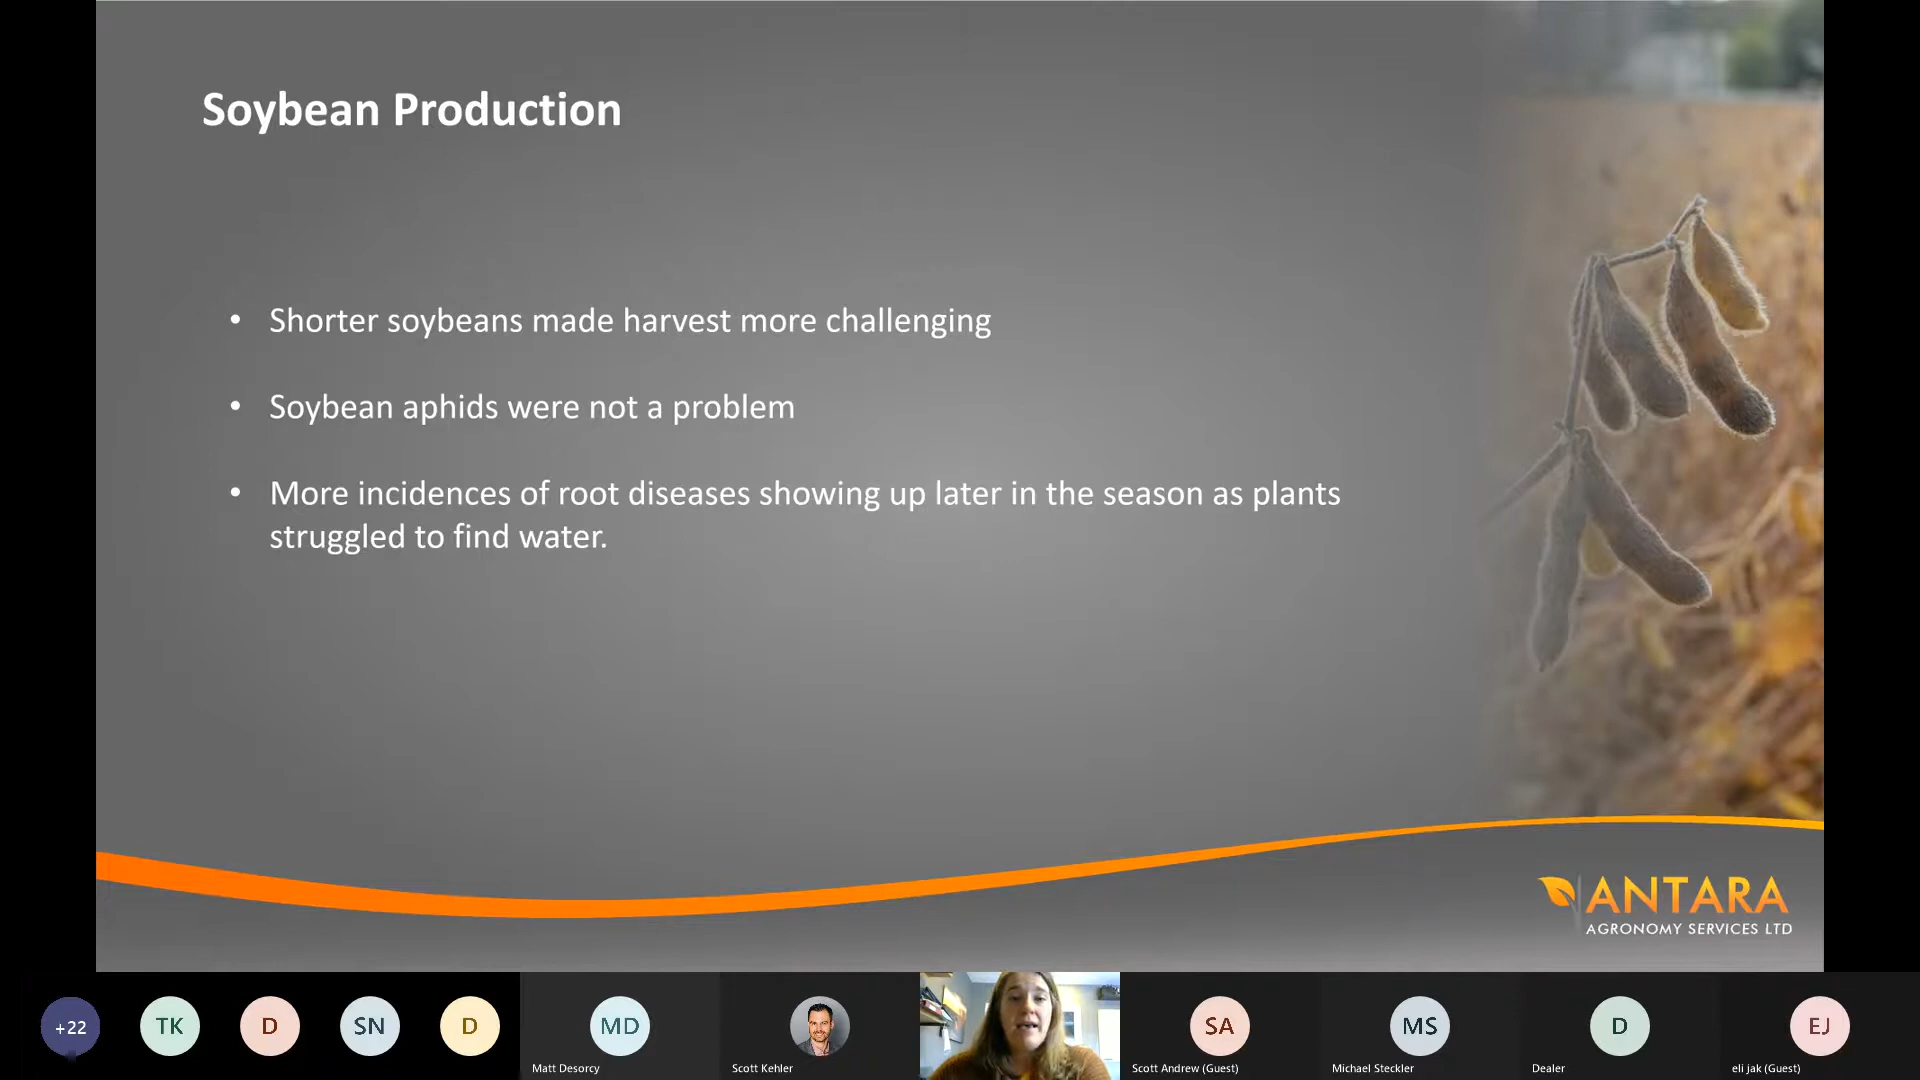 Soybean Production
• Shorter soybeans made harvest more challenging
• Soybean aphids were not a problem
• More incidences of root diseases showing up later in the season as plants
struggled to find water.
ANTARA
AGRONOMY SERVICES LTD
+22
TK
D
SN
D
MD
SA
MS
D
EJ
Matt Desorcy
Scott Kehler
Scott Andrew (Guest)
Michael Steckler
Dealer
eli jak (Guest)